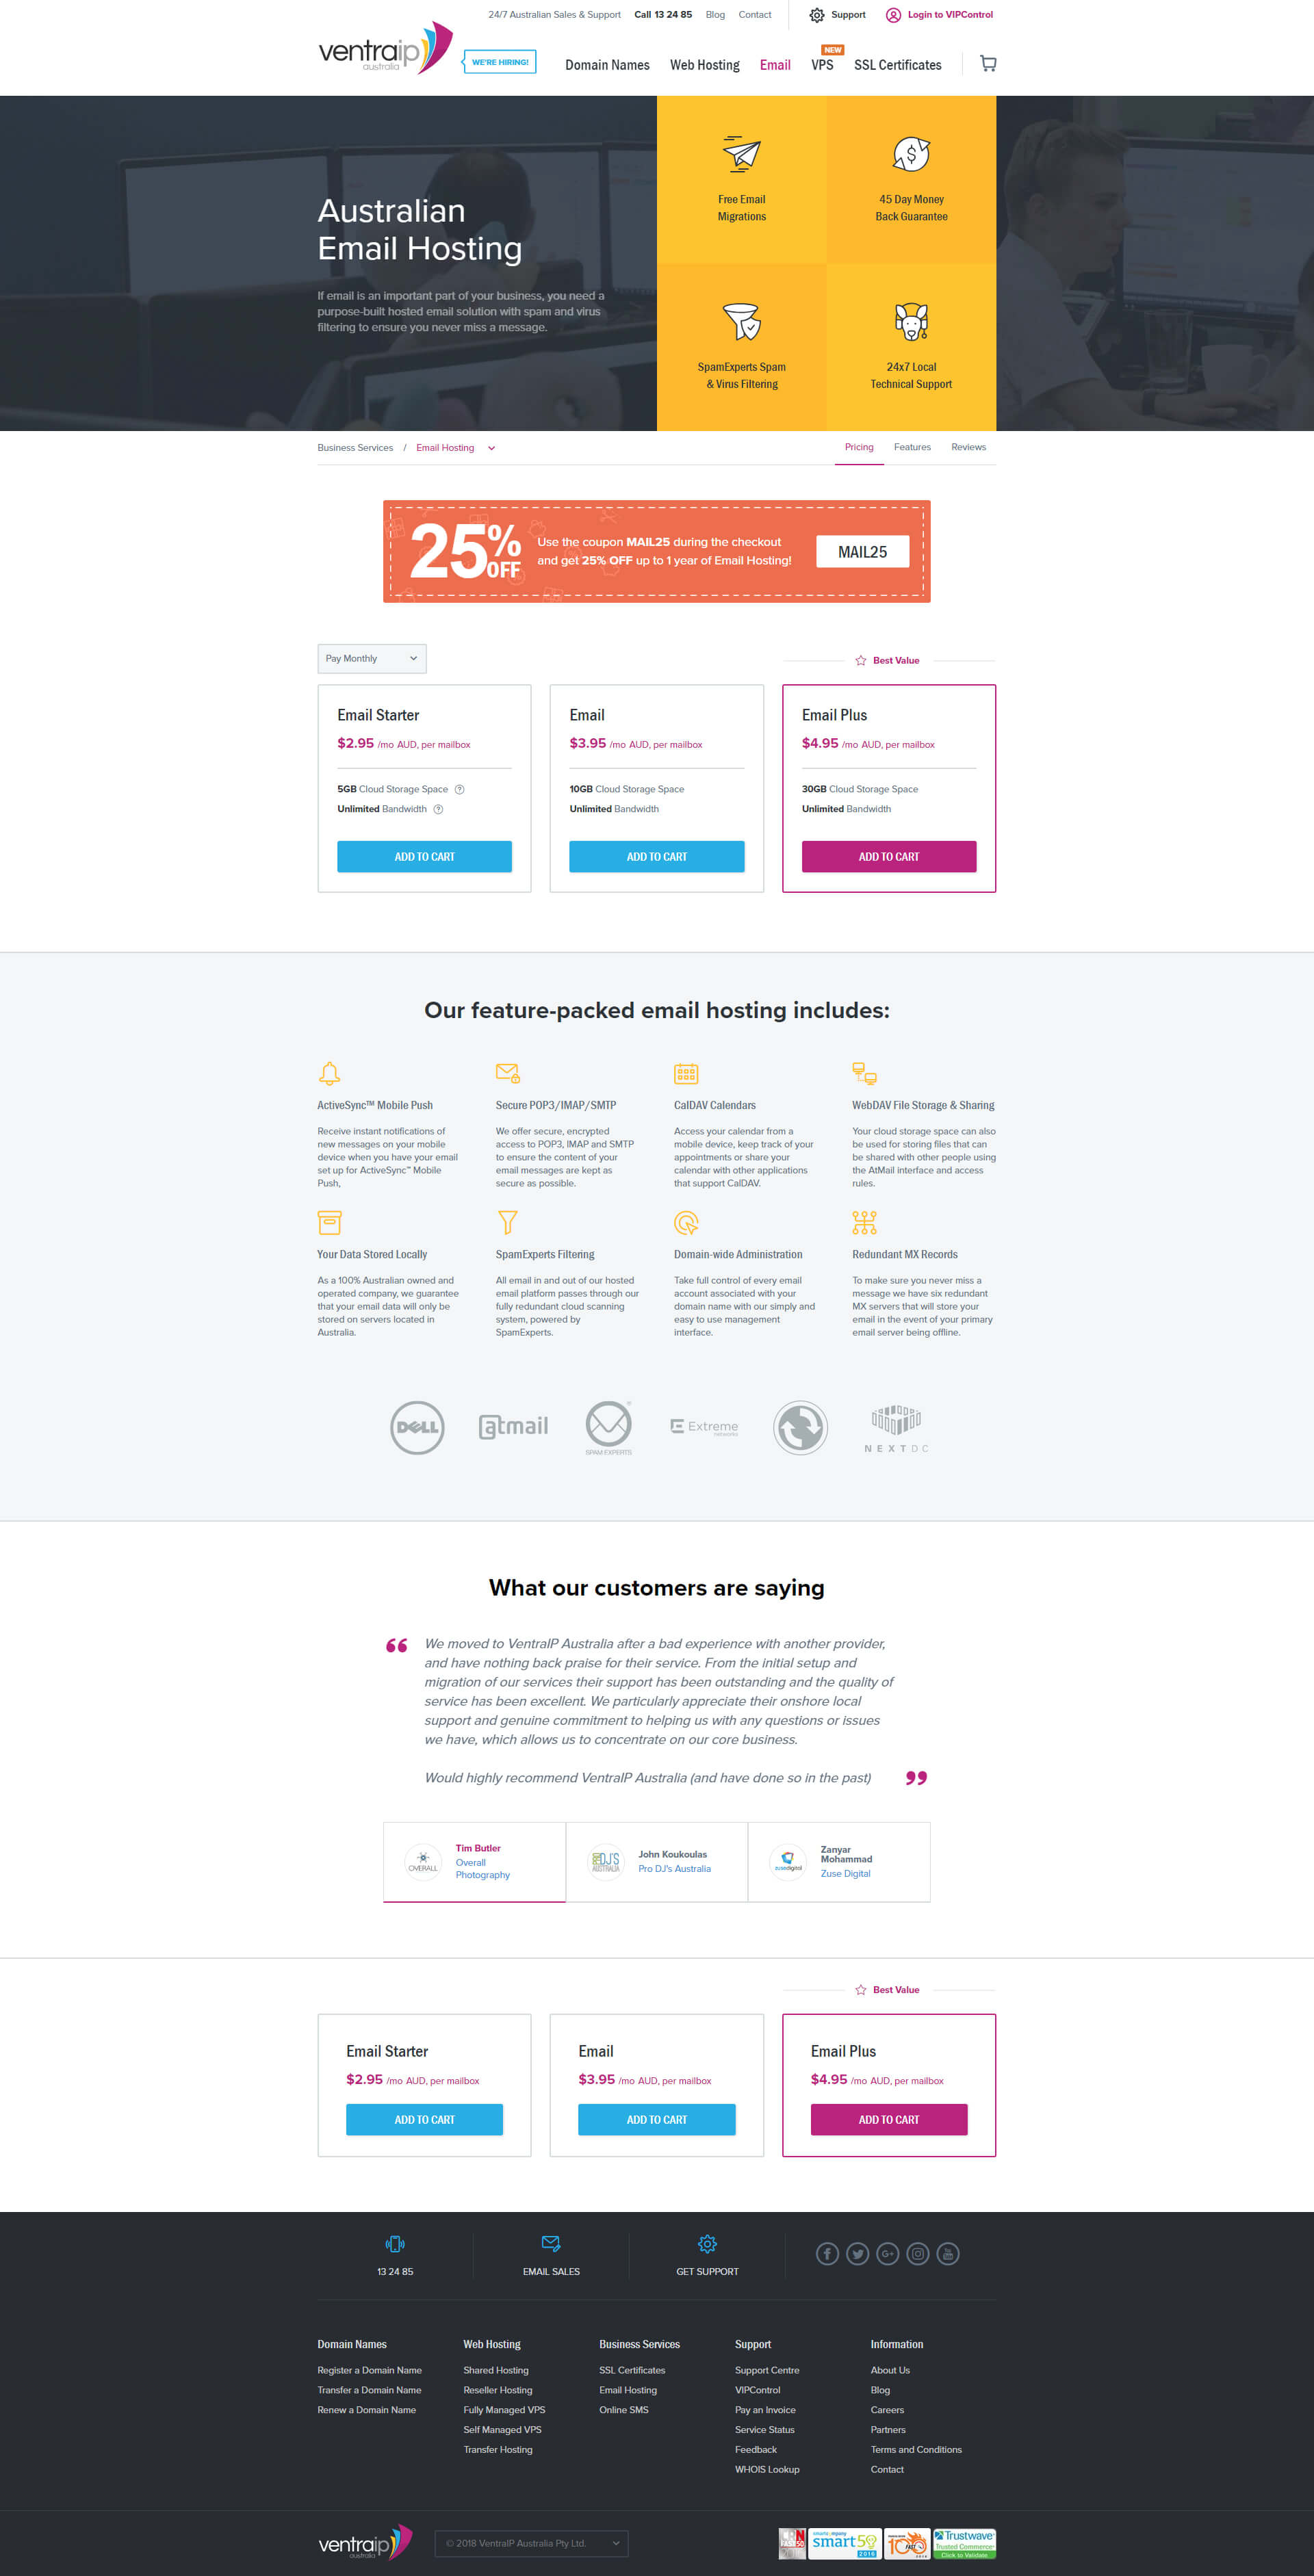 24/7 Australian Sales & Support
Call 13 24 85
Blog
Contact
Support
Login to VIPControl
ventraip
australia
WE'RE HIRING!
Domain Names
Web Hosting
Email
VPS
NEW
SSL Certificates
Australian
Email Hosting
If email is an important part of your business, you need a
purpose-built hosted email solution with spam and virus
filtering to ensure you never miss a message.
Free Email
Migrations
45 Day Money
Back Guarantee
SpamExperts Spam
& Virus Filtering
24x7 Local
Technical Support
Business Services / Email Hosting
Pricing
Features
Reviews
25% OFF
Use the coupon MAIL25 during the checkout
and get 25% OFF up to 1 year of Email Hosting!
MAIL25
Pay Monthly
Best Value
Email Starter
$2.95 /mo AUD, per mailbox
5GB Cloud Storage Space
Unlimited Bandwidth
ADD TO CART
Email
$3.95 /mo AUD, per mailbox
10GB Cloud Storage Space
Unlimited Bandwidth
ADD TO CART
Email Plus
$4.95 /mo AUD, per mailbox
30GB Cloud Storage Space
Unlimited Bandwidth
ADD TO CART
Our feature-packed email hosting includes:
ActiveSync™ Mobile Push
Receive instant notifications of
new messages on your mobile
device when you have your email
set up for ActiveSync™ Mobile
Push,
Secure POP3/IMAP/SMTP
We offer secure, encrypted
access to POP3, IMAP and SMTP
to ensure the content of your
email messages are kept as
secure as possible.
CalDAV Calendars
Access your calendar from a
mobile device, keep track of your
appointments or share your
calendar with other applications
that support CalDAV.
WebDAV File Storage & Sharing
Your cloud storage space can also
be used for storing files that can
be shared with other people using
the AtMail interface and access
rules.
Your Data Stored Locally
As a 100% Australian owned and
operated company, we guarantee
that your email data will only be
stored on servers located in
Australia.
SpamExperts Filtering
All email in and out of our hosted
email platform passes through our
fully redundant cloud scanning
system, powered by
SpamExperts.
Domain-wide Administration
Take full control of every email
account associated with your
domain name with our simply and
easy to use management
interface.
Redundant MX Records
To make sure you never miss a
message we have six redundant
MX servers that will store your
email in the event of your primary
email server being offline.
DELL
@tmail
SPAM EXPERTS
Extreme
networks
NEXTDC
What our customers are saying
We moved to VentraIP Australia after a bad experience with another provider,
and have nothing back praise for their service. From the initial setup and
migration of our services their support has been outstanding and the quality of
service has been excellent. We particularly appreciate their onshore local
support and genuine commitment to helping us with any questions or issues
we have, which allows us to concentrate on our core business.
Would highly recommend VentraIP Australia (and have done so in the past)
OVERALL
Tim Butler
Overall
Photography
DJ'S
AUSTRALIA
John Koukoulas
Pro DJ's Australia
zusedigital
Zanyar
Mohammad
Zuse Digital
Best Value
Email Starter
$2.95 /mo AUD, per mailbox
ADD TO CART
Email
$3.95 /mo AUD, per mailbox
ADD TO CART
Email Plus
$4.95 /mo AUD, per mailbox
ADD TO CART
13 24 85
EMAIL SALES
GET SUPPORT
Domain Names
Register a Domain Name
Transfer a Domain Name
Renew a Domain Name
Web Hosting
Shared Hosting
Reseller Hosting
Fully Managed VPS
Self Managed VPS
Transfer Hosting
Business Services
SSL Certificates
Email Hosting
Online SMS
Support
Support Centre
VIPControl
Pay an Invoice
Service Status
Feedback
WHOIS Lookup
Information
About Us
Blog
Careers
Partners
Terms and Conditions
Contact
ventraip
australia
© 2018 VentraIP Australia Pty Ltd.
smart50
2016
100
FAST
Trustwave
Trusted Commerce
Click to Validate